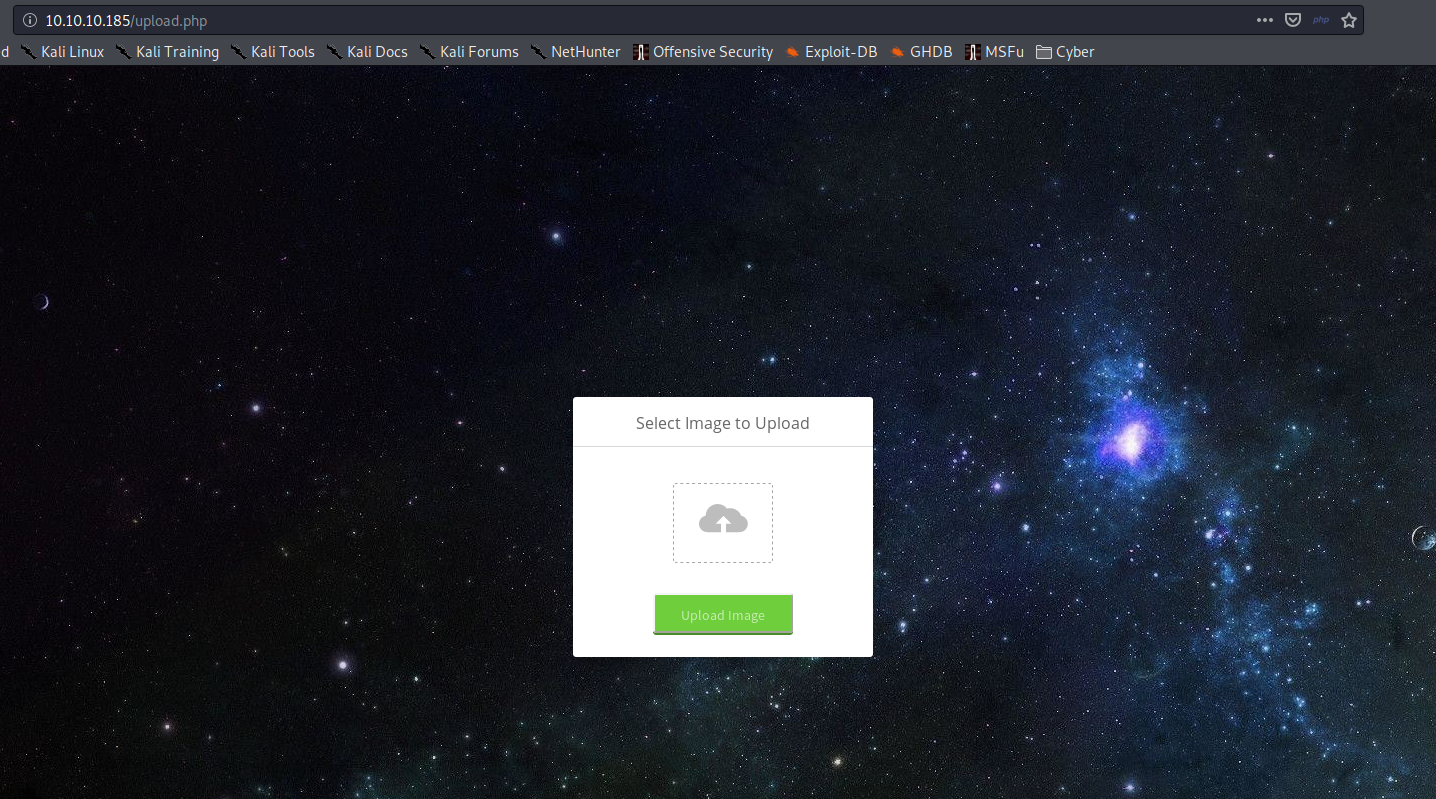 10.10.10.185/upload.php
php
d Kali Linux Kali Training Kali Tools Kali Docs Kali Forums NetHunter Offensive Security Exploit-DB GHDB MSFu Cyber
Select Image to Upload
Upload Image